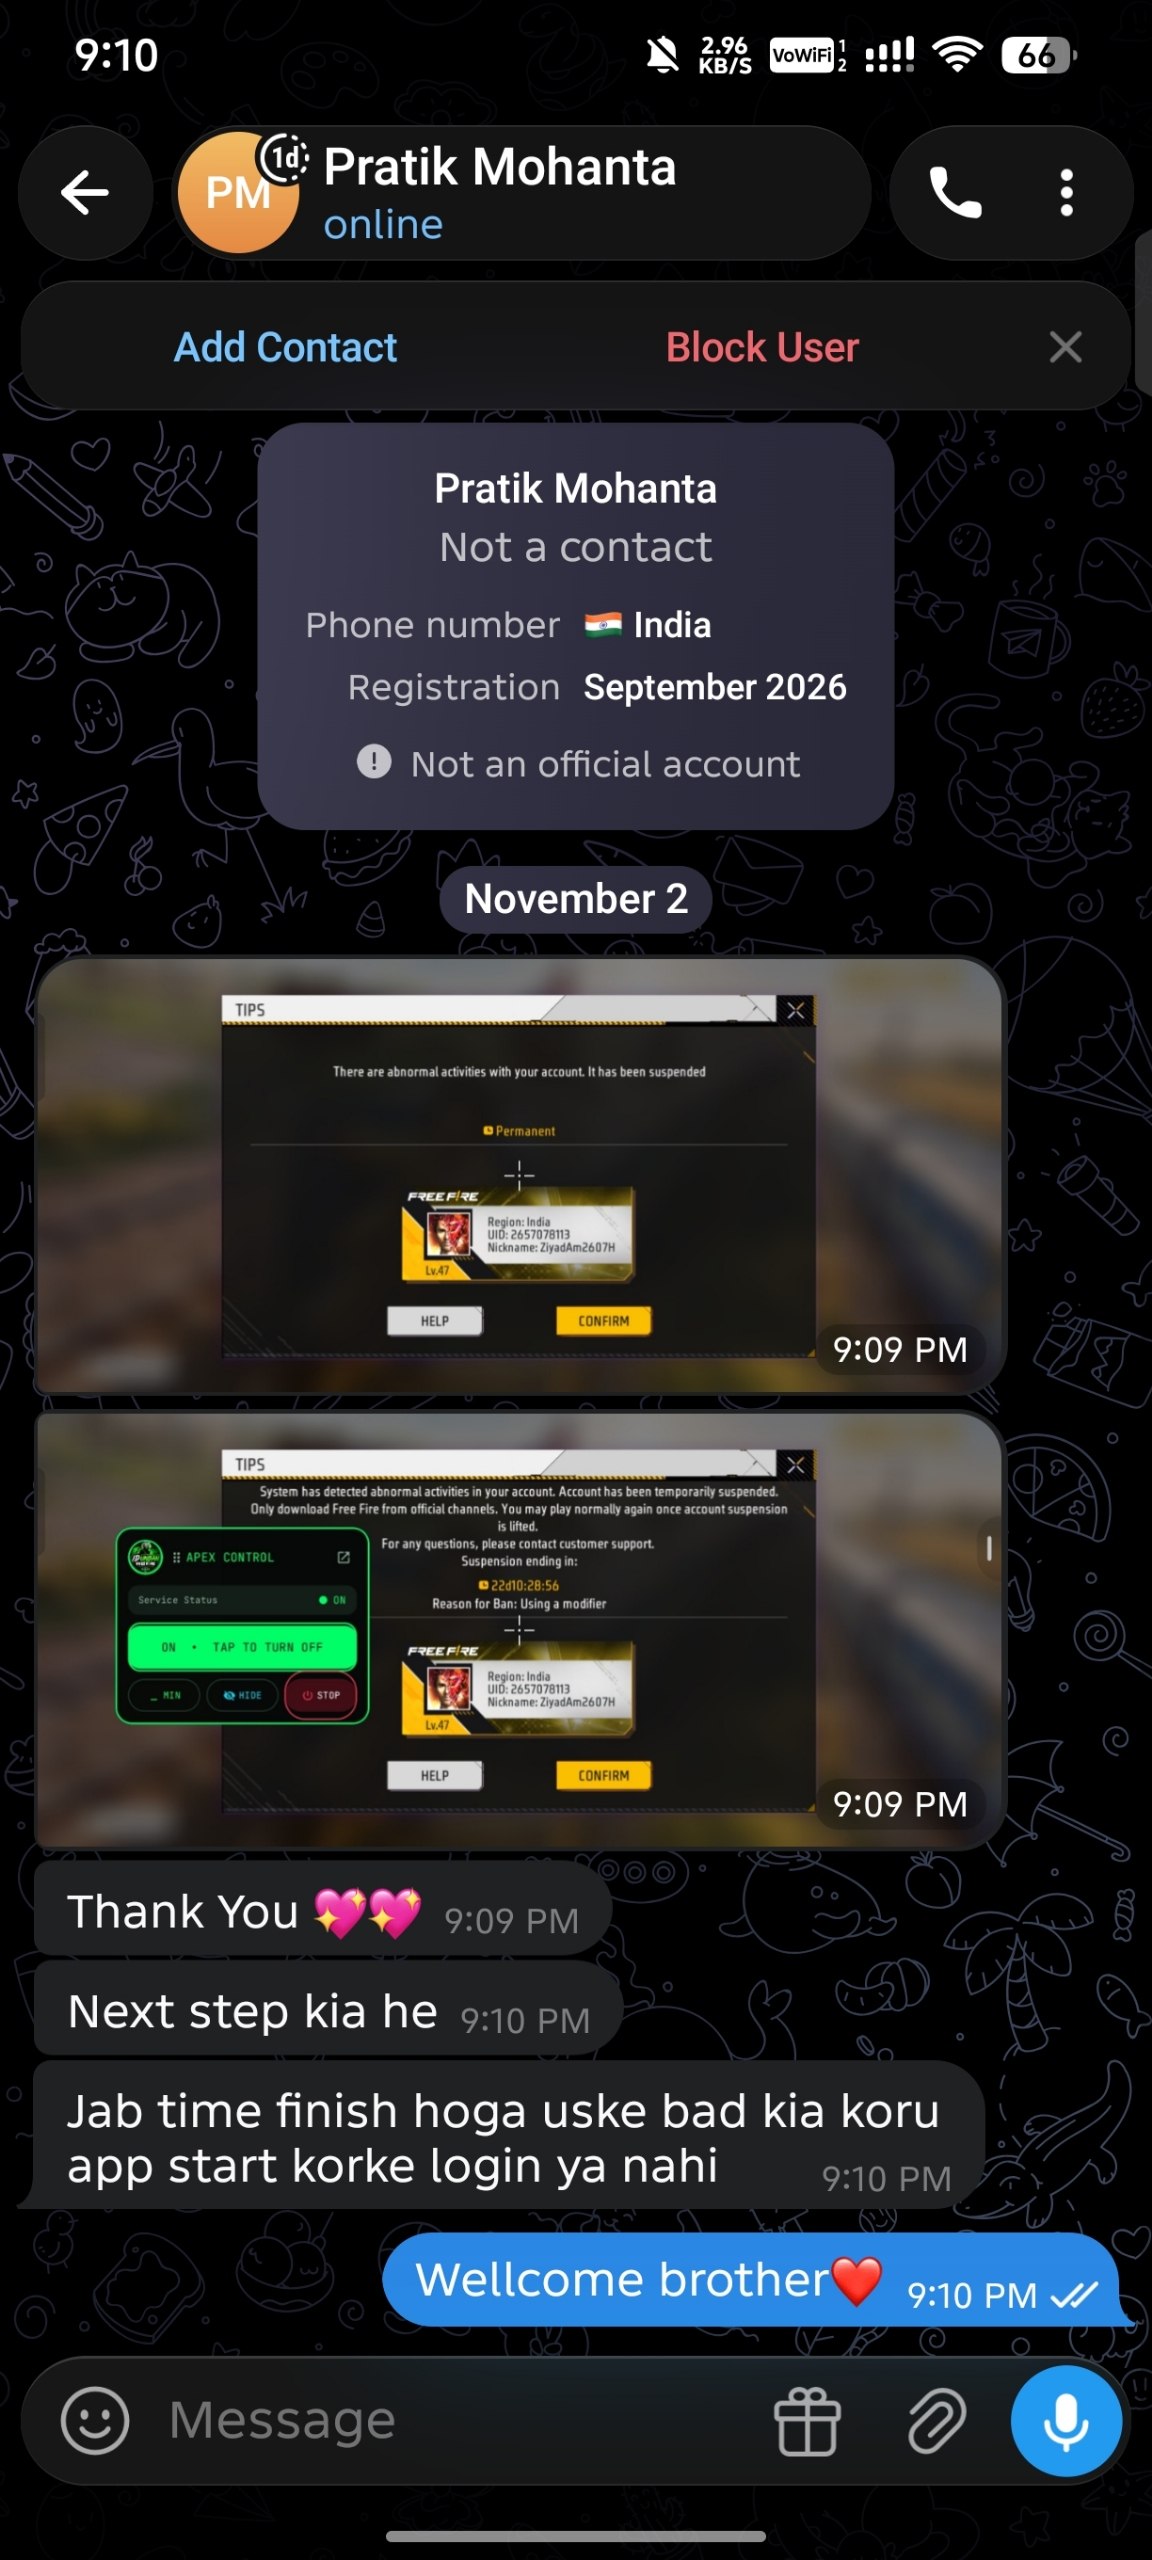 9:10
2.96
KB/S
VoWiFi 1
2
66
PM
1d
Pratik Mohanta
online
Add Contact
Block User
Pratik Mohanta
Not a contact
Phone number 🇮🇳 India
Registration September 2026
! Not an official account
November 2
TIPS
There are abnormal activities with your account. It has been suspended
Permanent
FREE FIRE
Region: India
UID: 2657078113
Nickname: ZiyadAm2607H
Lv.47
HELP
CONFIRM
9:09 PM
TIPS
System has detected abnormal activities in your account. Account has been temporarily suspended.
Only download Free Fire from official channels. You may play normally again once account suspension
is lifted.
For any questions, please contact customer support.
Suspension ending in:
22d10:28:56
Reason for Ban: Using a modifier
APEX CONTROL
Service Status
ON
ON • TAP TO TURN OFF
_ MIN
HIDE
STOP
FREE FIRE
Region: India
UID: 2657078113
Nickname: ZiyadAm2607H
Lv.47
HELP
CONFIRM
9:09 PM
Thank You 💖💖 9:09 PM
Next step kia he 9:10 PM
Jab time finish hoga uske bad kia koru
app start korke login ya nahi 9:10 PM
Wellcome brother❤️ 9:10 PM
Message